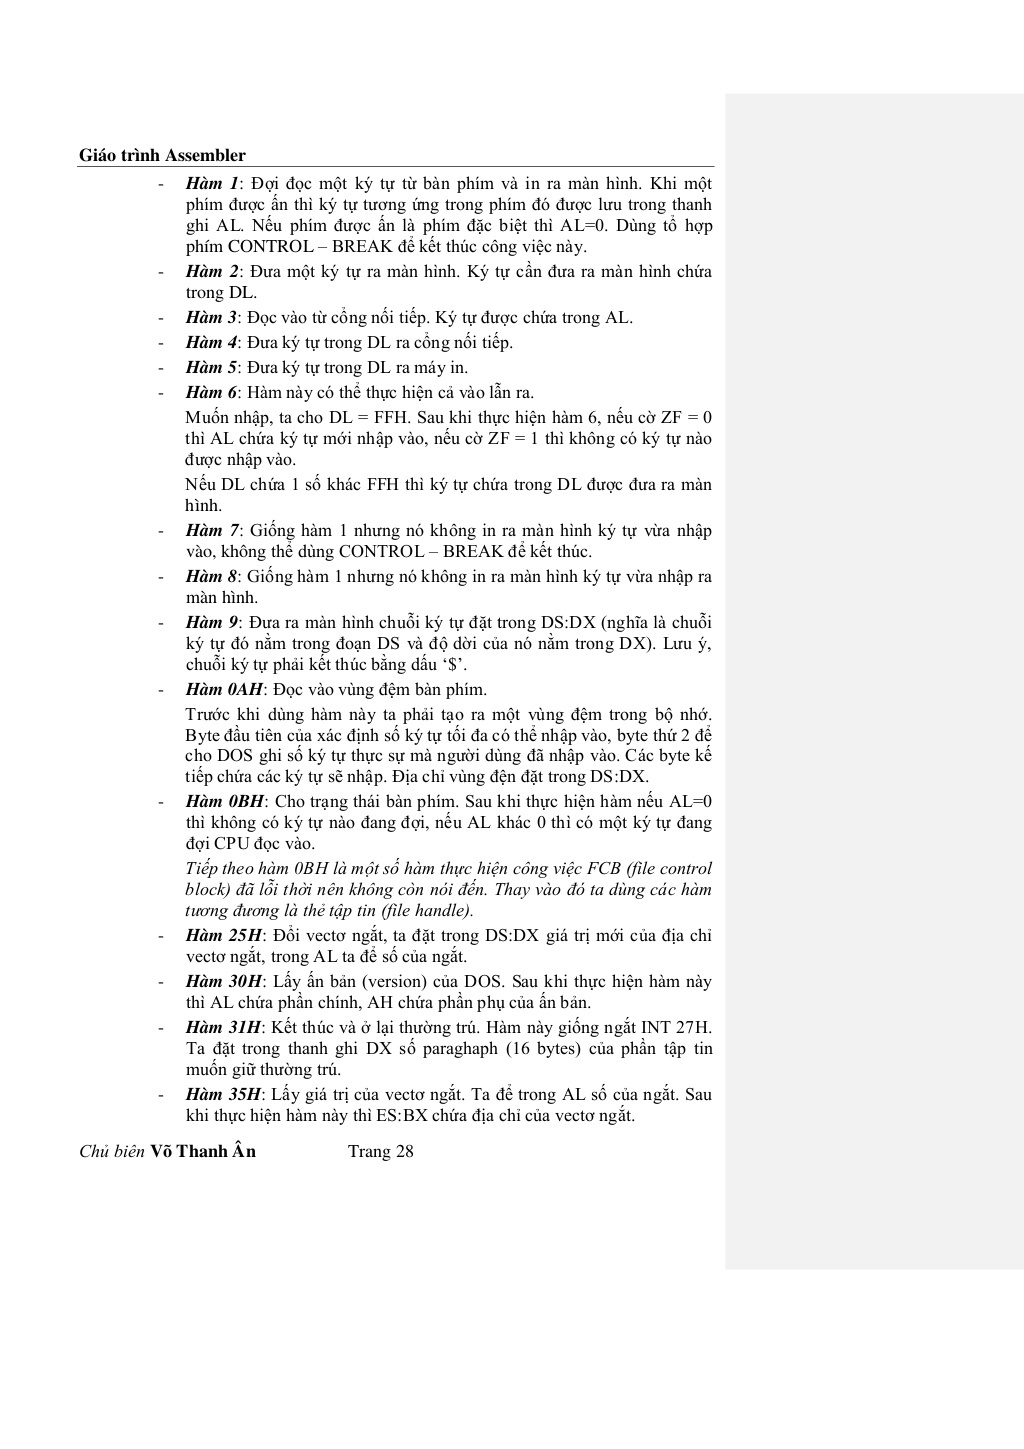 Giáo trình Assembler
- Hàm 1: Đợi đọc một ký tự từ bàn phím và in ra màn hình. Khi một
phím được ấn thì ký tự tương ứng trong phím đó được lưu trong thanh
ghi AL. Nếu phím được ấn là phím đặc biệt thì AL=0. Dùng tổ hợp
phím CONTROL – BREAK để kết thúc công việc này.
- Hàm 2: Đưa một ký tự ra màn hình. Ký tự cần đưa ra màn hình chứa
trong DL.
- Hàm 3: Đọc vào từ cổng nối tiếp. Ký tự được chứa trong AL.
- Hàm 4: Đưa ký tự trong DL ra cổng nối tiếp.
- Hàm 5: Đưa ký tự trong DL ra máy in.
- Hàm 6: Hàm này có thể thực hiện cả vào lẫn ra.
Muốn nhập, ta cho DL = FFH. Sau khi thực hiện hàm 6, nếu cờ ZF = 0
thì AL chứa ký tự mới nhập vào, nếu cờ ZF = 1 thì không có ký tự nào
được nhập vào.
Nếu DL chứa 1 số khác FFH thì ký tự chứa trong DL được đưa ra màn
hình.
- Hàm 7: Giống hàm 1 nhưng nó không in ra màn hình ký tự vừa nhập
vào, không thể dùng CONTROL – BREAK để kết thúc.
- Hàm 8: Giống hàm 1 nhưng nó không in ra màn hình ký tự vừa nhập ra
màn hình.
- Hàm 9: Đưa ra màn hình chuỗi ký tự đặt trong DS:DX (nghĩa là chuỗi
ký tự đó nằm trong đoạn DS và độ dời của nó nằm trong DX). Lưu ý,
chuỗi ký tự phải kết thúc bằng dấu ‘$’.
- Hàm 0AH: Đọc vào vùng đệm bàn phím.
Trước khi dùng hàm này ta phải tạo ra một vùng đệm trong bộ nhớ.
Byte đầu tiên của xác định số ký tự tối đa có thể nhập vào, byte thứ 2 để
cho DOS ghi số ký tự thực sự mà người dùng đã nhập vào. Các byte kế
tiếp chứa các ký tự sẽ nhập. Địa chỉ vùng đện đặt trong DS:DX.
- Hàm 0BH: Cho trạng thái bàn phím. Sau khi thực hiện hàm nếu AL=0
thì không có ký tự nào đang đợi, nếu AL khác 0 thì có một ký tự đang
đợi CPU đọc vào.
Tiếp theo hàm 0BH là một số hàm thực hiện công việc FCB (file control
block) đã lỗi thời nên không còn nói đến. Thay vào đó ta dùng các hàm
tương đương là thẻ tập tin (file handle).
- Hàm 25H: Đổi vectơ ngắt, ta đặt trong DS:DX giá trị mới của địa chỉ
vectơ ngắt, trong AL ta để số của ngắt.
- Hàm 30H: Lấy ấn bản (version) của DOS. Sau khi thực hiện hàm này
thì AL chứa phần chính, AH chứa phần phụ của ấn bản.
- Hàm 31H: Kết thúc và ở lại thường trú. Hàm này giống ngắt INT 27H.
Ta đặt trong thanh ghi DX số paraghaph (16 bytes) của phần tập tin
muốn giữ thường trú.
- Hàm 35H: Lấy giá trị của vectơ ngắt. Ta để trong AL số của ngắt. Sau
khi thực hiện hàm này thì ES:BX chứa địa chỉ của vectơ ngắt.
Chủ biên Võ Thanh Ân Trang 28